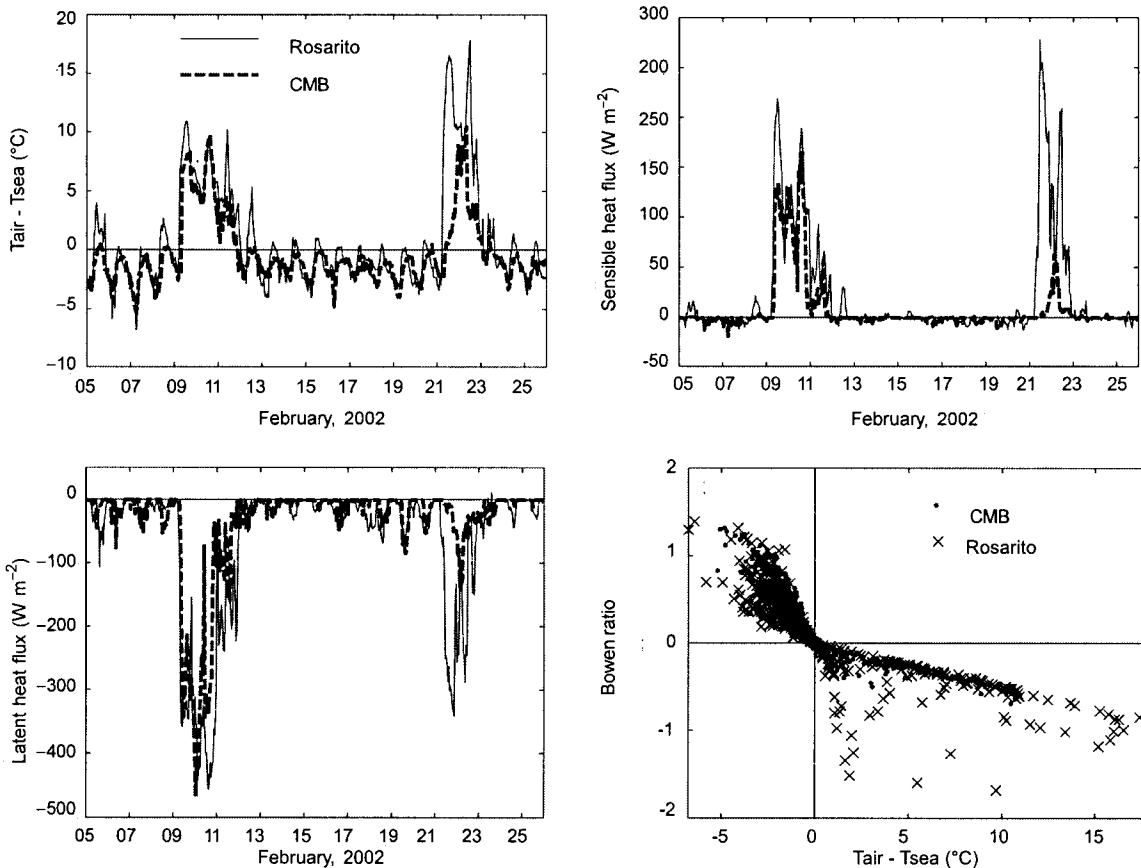 20
15
10
5
0
−5
−10
Tair - Tsea (°C)
Rosarito
CMB
05 07 09 11 13 15 17 19 21 23 25
February, 2002
300
200
250
150
100
50
0
-50
Sensible heat flux (W m⁻²)
05 07 09 11 13 15 17 19 21 23 25
February, 2002
0
−100
−200
−300
−400
−500
Latent heat flux (W m⁻²)
05 07 09 11 13 15 17 19 21 23 25
February, 2002
2
1
0
-1
-2
Bowen ratio
CMB
Rosarito
-5 0 5 10 15
Tair - Tsea (°C)